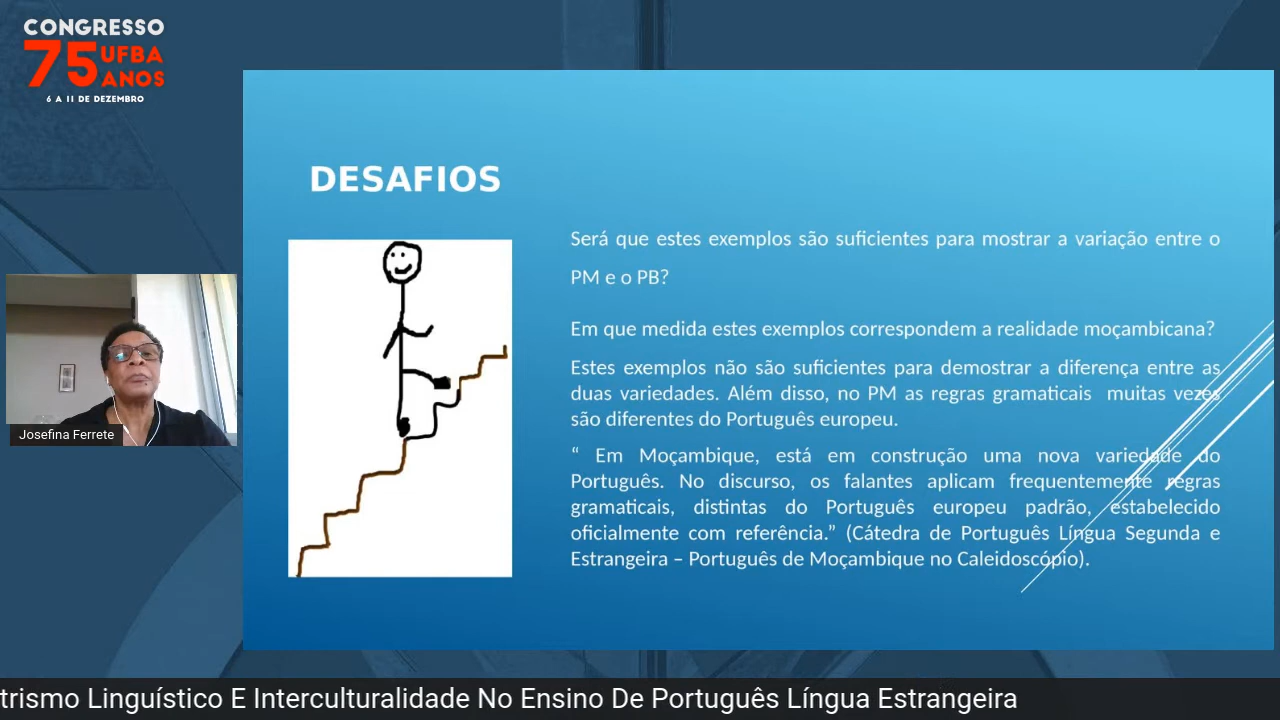 CONGRESSO
75 UFBA
ANOS
6 A 11 DE DEZEMBRO
DESAFIOS
Será que estes exemplos são suficientes para mostrar a variação entre o
PM e o PB?
Em que medida estes exemplos correspondem a realidade moçambicana?
Estes exemplos não são suficientes para demostrar a diferença entre as
duas variedades. Além disso, no PM as regras gramaticais muitas vezes
são diferentes do Português europeu.
“ Em Moçambique, está em construção uma nova variedade do
Português. No discurso, os falantes aplicam frequentemente regras
gramaticais, distintas do Português europeu padrão, estabelecido
oficialmente com referência.” (Cátedra de Português Língua Segunda e
Estrangeira – Português de Moçambique no Caleidoscópio).
Josefina Ferrete
trismo Linguístico E Interculturalidade No Ensino De Português Língua Estrangeira